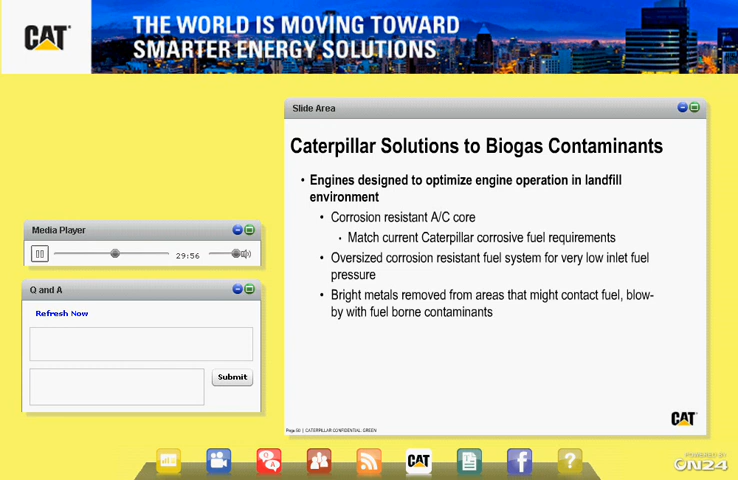 CAT
THE WORLD IS MOVING TOWARD
SMARTER ENERGY SOLUTIONS
Slide Area
Caterpillar Solutions to Biogas Contaminants
• Engines designed to optimize engine operation in landfill
environment
• Corrosion resistant A/C core
• Match current Caterpillar corrosive fuel requirements
• Oversized corrosion resistant fuel system for very low inlet fuel
pressure
• Bright metals removed from areas that might contact fuel, blow-
by with fuel borne contaminants
CATERPILLAR CONFIDENTIAL: GREEN
CAT
Media Player
29:56
Q and A
Refresh Now
Submit
Q
A
CAT
f
?
POWERED BY
ON24